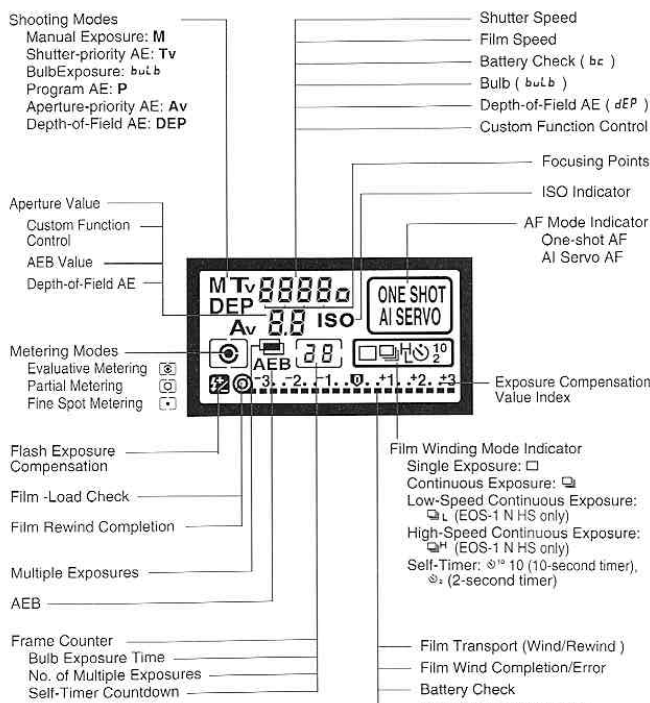 Shooting Modes
Manual Exposure: M
Shutter-priority AE: Tv
BulbExposure: buLb
Program AE: P
Aperture-priority AE: Av
Depth-of-Field AE: DEP
Shutter Speed
Film Speed
Battery Check ( bc )
Bulb ( buLb )
Depth-of-Field AE ( dEP )
Custom Function Control
Focusing Points
ISO Indicator
AF Mode Indicator
One-shot AF
AI Servo AF
Aperture Value
Custom Function
Control
AEB Value
Depth-of-Field AE
M Tv 8888
DEP
Av 8.8 ISO
ONE SHOT
AI SERVO
AEB
38
H
L
10
2
-3. .-2. .-1. .0. .+1. .+2. .+3
Metering Modes
Evaluative Metering
Partial Metering
Fine Spot Metering
Exposure Compensation
Value Index
Flash Exposure
Compensation
Film -Load Check
Film Rewind Completion
Multiple Exposures
AEB
Film Winding Mode Indicator
Single Exposure:
Continuous Exposure:
Low-Speed Continuous Exposure:
L (EOS-1 N HS only)
High-Speed Continuous Exposure:
H (EOS-1 N HS only)
Self-Timer: 10 10 (10-second timer),
2 (2-second timer)
Frame Counter
Bulb Exposure Time
No. of Multiple Exposures
Self-Timer Countdown
Film Transport (Wind/Rewind )
Film Wind Completion/Error
Battery Check